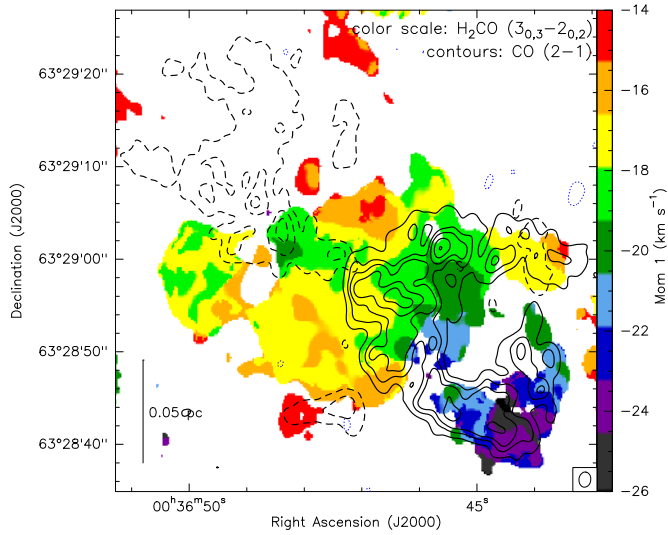 color scale: H₂CO (3₀,₃−2₀,₂)
contours: CO (2−1)
63°29'20"
63°29'10"
63°29'00"
63°28'50"
63°28'40"
Declination (J2000)
0.05 pc
00ʰ36ᵐ50ˢ
45ˢ
Right Ascension (J2000)
−14
−16
−18
−20
−22
−24
−26
Mom 1 (km s⁻¹)